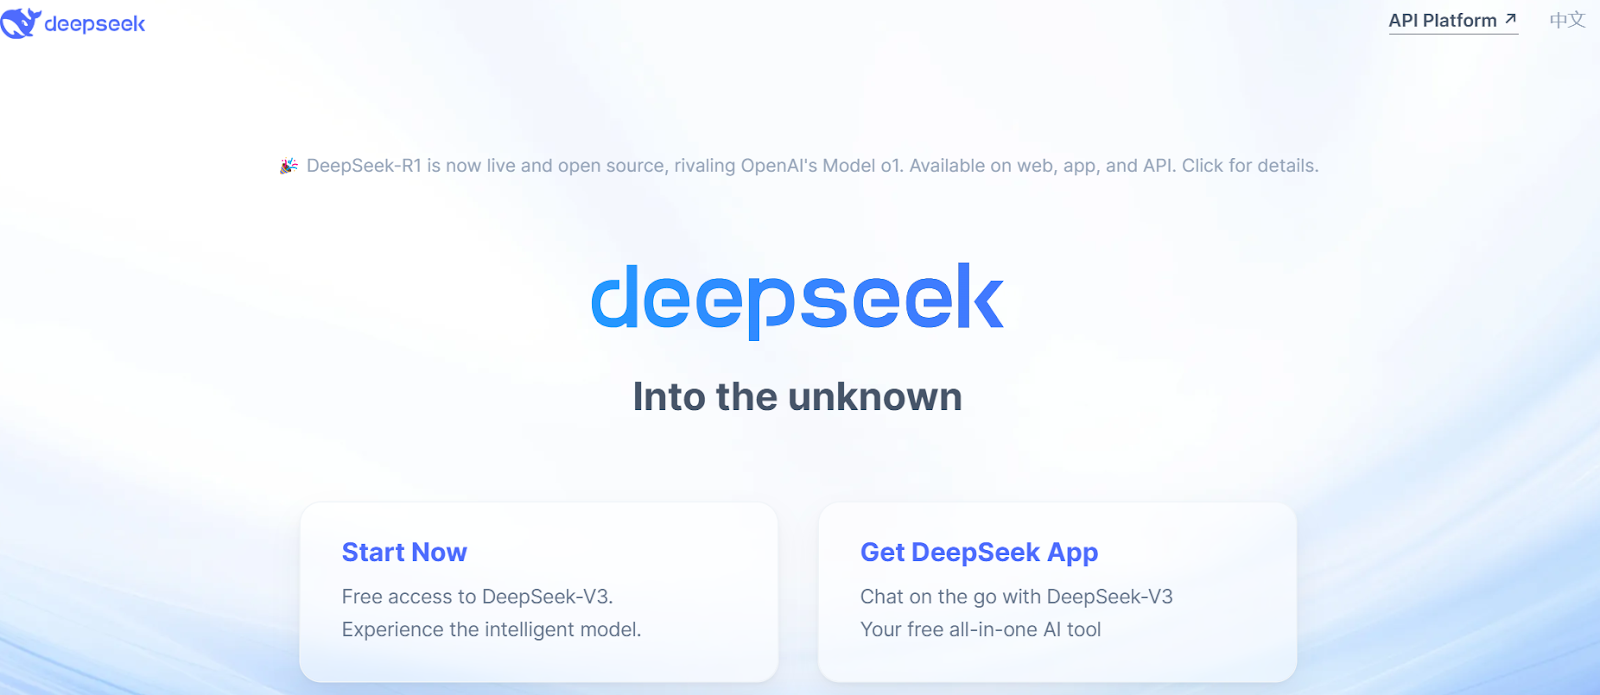 deepseek
API Platform ↗
中文
🎉 DeepSeek-R1 is now live and open source, rivaling OpenAI's Model o1. Available on web, app, and API. Click for details.
deepseek
Into the unknown
Start Now
Free access to DeepSeek-V3.
Experience the intelligent model.
Get DeepSeek App
Chat on the go with DeepSeek-V3
Your free all-in-one AI tool